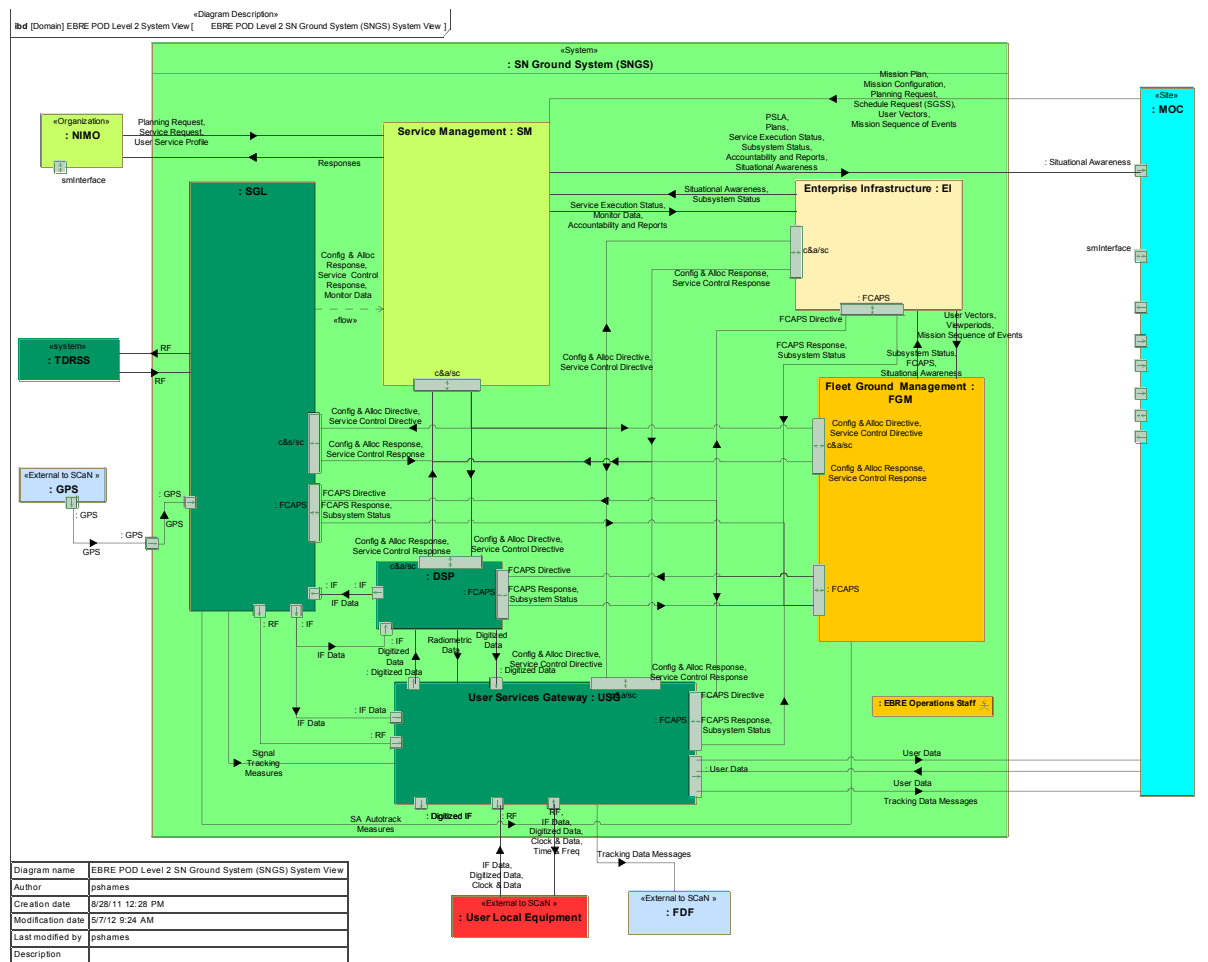 «Diagram Description»
ibd [Domain] EBRE POD Level 2 System View [ EBRE POD Level 2 SN Ground System (SNGS) System View ]
«System»
: SN Ground System (SNGS)
Mission Plan,
Mission Configuration,
Planning Request,
Schedule Request (SGSS),
User Vectors,
Mission Sequence of Events
«Site»
: MOC
«Organization»
: NIMO
smInterface
Planning Request,
Service Request,
User Service Profile
Responses
Service Management : SM
PSLA,
Plans,
Service Execution Status,
Subsystem Status,
Accountability and Reports,
Situational Awareness
: Situational Awareness
smInterface
: SGL
Situational Awareness,
Subsystem Status
Service Execution Status,
Monitor Data,
Accountability and Reports
Enterprise Infrastructure : EI
c&a/sc
Config & Alloc Response,
Service Control Response
: FCAPS
Config & Alloc
Response,
Service Control
Response,
Monitor Data
«flow»
FCAPS Directive
User Vectors,
Viewperiods,
Mission Sequence of Events
FCAPS Response,
Subsystem Status
Subsystem Status,
FCAPS,
Situational Awareness
«system»
: TDRSS
RF
RF
Config & Alloc Directive,
Service Control Directive
c&a/sc
Fleet Ground Management :
FGM
c&s/sc
Config & Alloc Directive,
Service Control Directive
Config & Alloc Response,
Service Control Response
Config & Alloc Directive,
Service Control Directive
c&a/sc
Config & Alloc Response,
Service Control Response
«External to SCaN »
: GPS
: GPS
GPS
: GPS
GPS
: GPS
: FCAPS
FCAPS Directive
FCAPS Response,
Subsystem Status
Config & Alloc Response,
Service Control Response
Config & Alloc Directive,
Service Control Directive
c&a/sc
: DSP
: FCAPS
FCAPS Directive
FCAPS Response,
Subsystem Status
: FCAPS
: IF
: IF
IF Data
: RF
: IF
IF Data
: IF
Digitized
Data
Radiometric
Data
Digitized
Data
: Digitized Data
: Digitized Data
Config & Alloc Directive,
Service Control Directive
Config & Alloc Response,
Service Control Response
User Services Gateway : USG
c&a/sc
: FCAPS
FCAPS Directive
FCAPS Response,
Subsystem Status
: EBRE Operations Staff
IF Data
: IF Data
: RF
Signal
Tracking
Measures
: User Data
User Data
User Data
Tracking Data Messages
SA Autotrack
Measures
: Digitized IF
: RF
RF,
IF Data,
Digitized Data,
Clock & Data,
Time & Freq
IF Data,
Digitized Data,
Clock & Data
Tracking Data Messages
«External to SCaN »
: User Local Equipment
«External to SCaN »
: FDF
Diagram name EBRE POD Level 2 SN Ground System (SNGS) System View
Author pshames
Creation date 8/28/11 12:28 PM
Modification date 5/7/12 9:24 AM
Last modified by pshames
Description